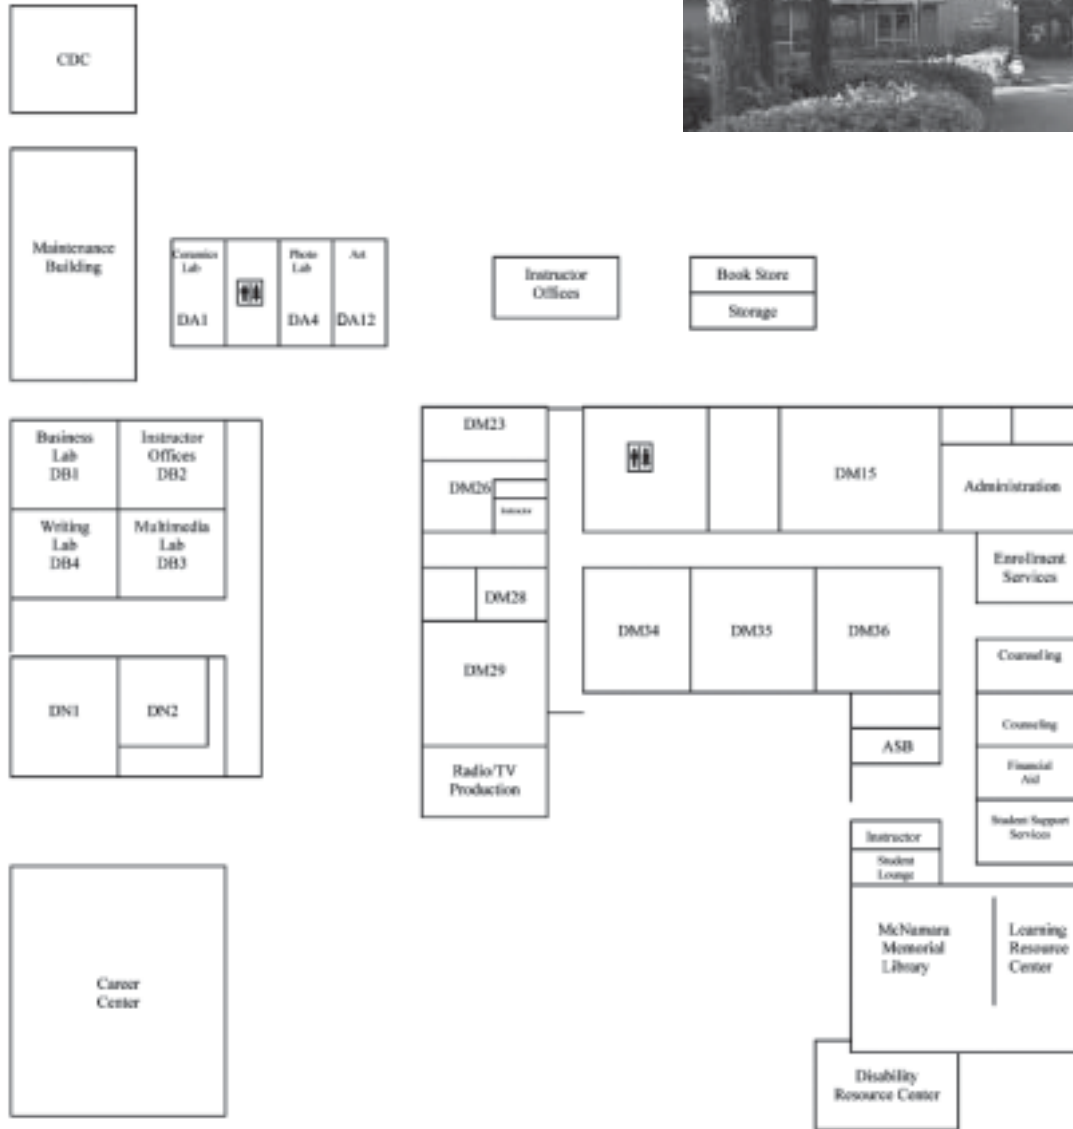 CDC
Maintenance
Building
Ceramics
Lab
DA1
Photo
Lab
DA4
Art
DA12
Instructor
Offices
Book Store
Storage
Business
Lab
DB1
Instructor
Offices
DB2
Writing
Lab
DB4
Multimedia
Lab
DB3
DN1
DN2
Career
Center
DM23
DM26
Instructor
DM28
DM29
Radio/TV
Production
DM15
Administration
Enrollment
Services
DM34
DM35
DM36
ASB
Counseling
Counseling
Financial
Aid
Student Support
Services
Instructor
Student
Lounge
McNamara
Memorial
Library
Learning
Resource
Center
Disability
Resource Center